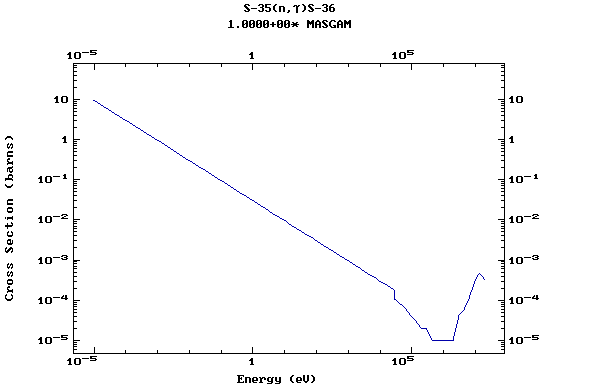 S-35(n,γ)S-36
1.0000+00* MASGAM
10⁻⁵ 1 10⁵
10 10
1 1
10⁻¹ 10⁻¹
10⁻² 10⁻²
10⁻³ 10⁻³
10⁻⁴ 10⁻⁴
10⁻⁵ 10⁻⁵
10⁻⁵ 1 10⁵
Cross Section (barns)
Energy (eV)